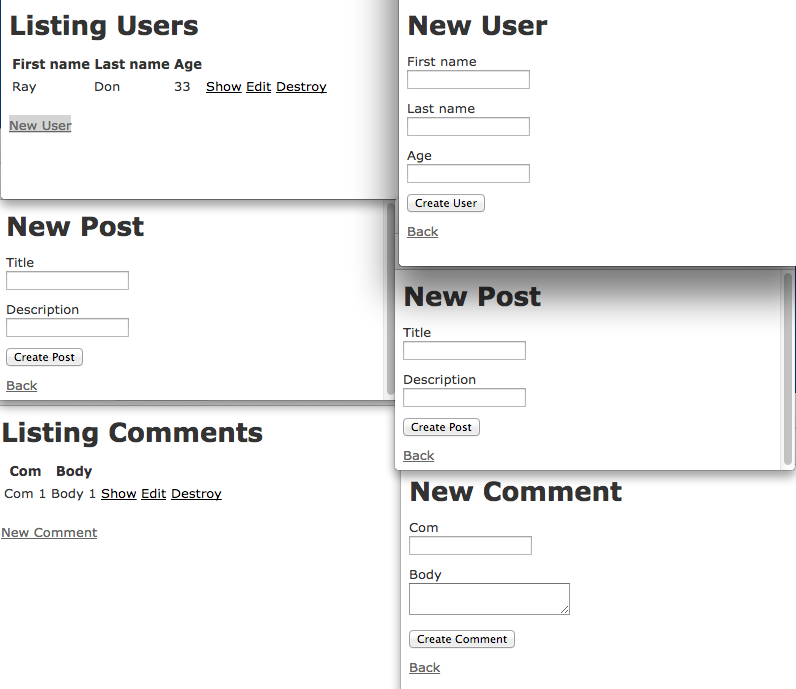 Listing Users
First name Last name Age
Ray Don 33 Show Edit Destroy
New User
New User
First name
Last name
Age
Create User
Back
New Post
Title
Description
Create Post
Back
New Post
Title
Description
Create Post
Back
Listing Comments
Com Body
Com 1 Body 1 Show Edit Destroy
New Comment
New Comment
Com
Body
Create Comment
Back